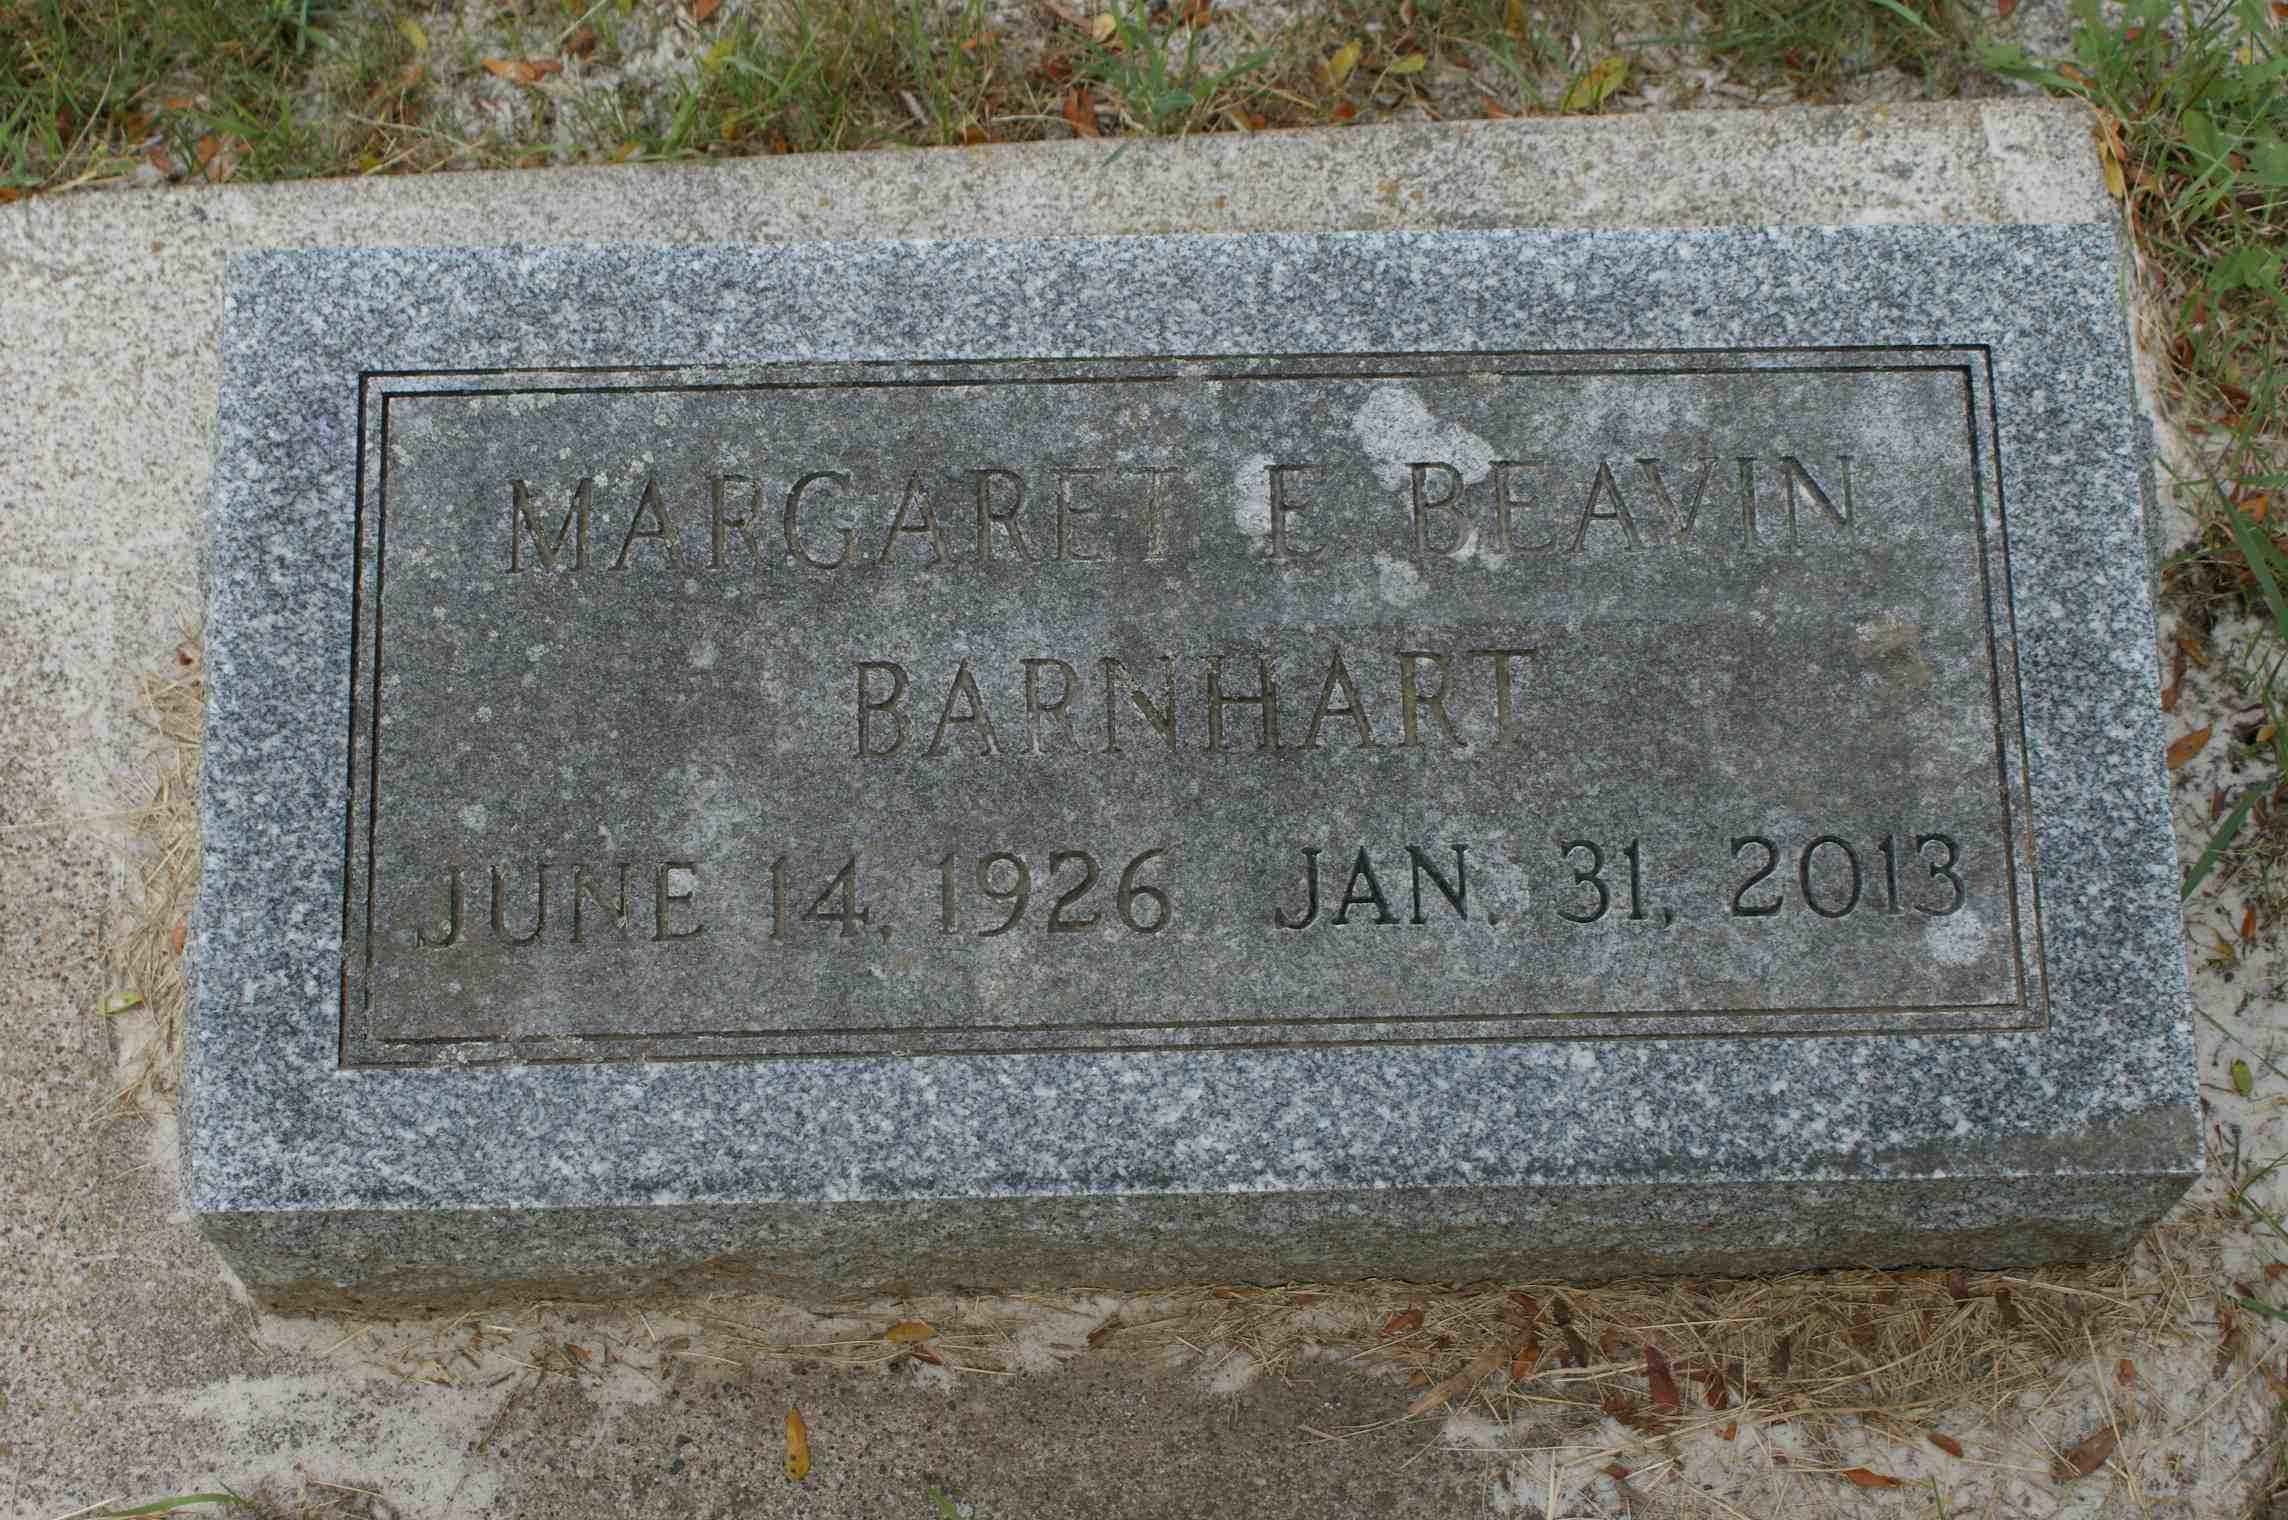 MARGARET E BEAVIN
BARNHART
JUNE 14, 1926 JAN. 31, 2013